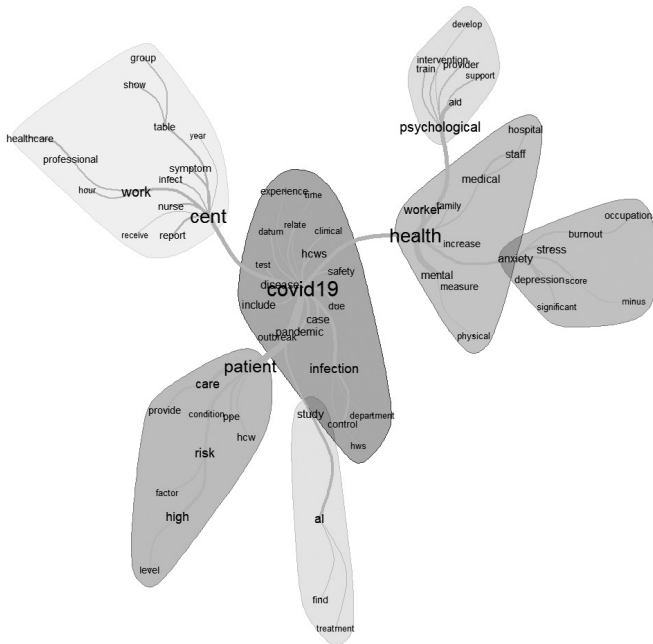 develop
group
intervention
provider
train
show
support
aid
table
psychological
year
hospital
healthcare
staff
professional
symptom
medical
infect
hour
work
experience
time
nurse
worker
family
occupation
cent
relate
clinical
datum
health
burnout
receive
report
increase
stress
hcws
anxiety
test
safety
mental
disease
depression
score
covid19
measure
minus
include
due
significant
case
pandemic
outbreak
physical
patient
infection
care
provide
condition
ppe
study
department
control
hcw
hws
risk
factor
high
al
level
find
treatment